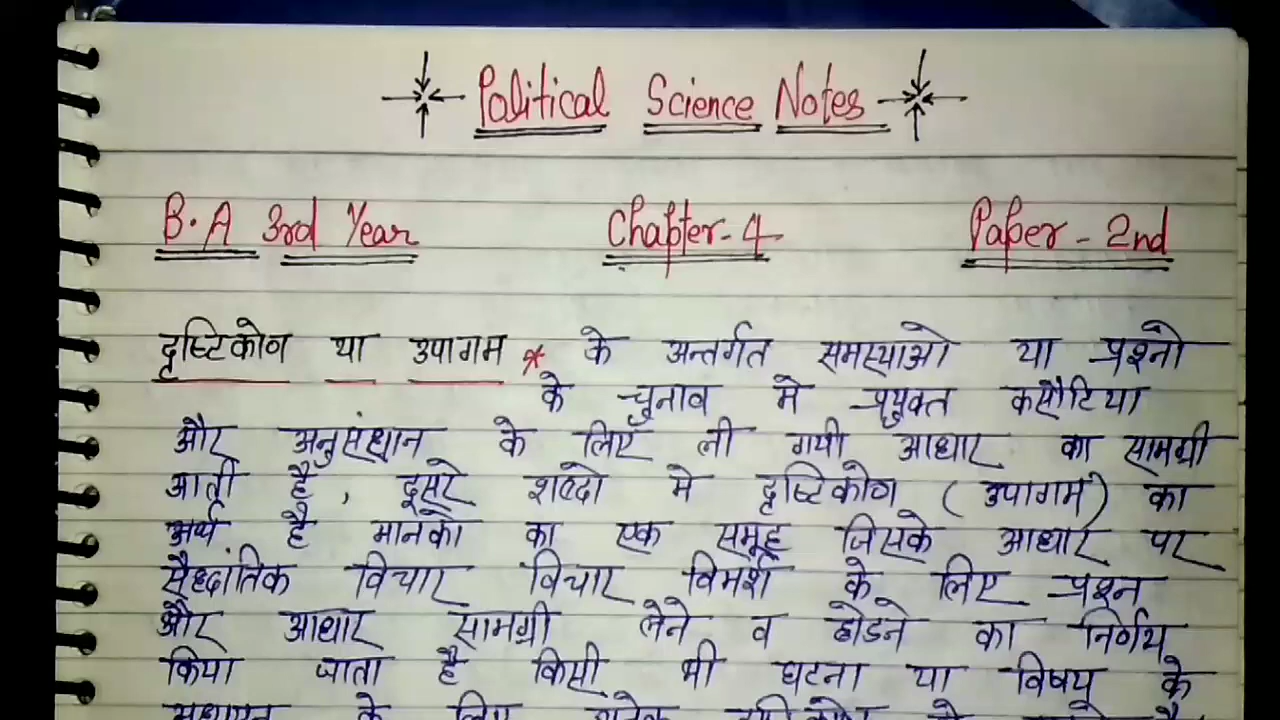 Political Science Notes
B.A 3rd Year Chapter-4 Paper-2nd
दृष्टिकोण या उपागम * के अन्तर्गत समस्याओ या प्रश्नो
के चुनाव मे प्रयुक्त कसौटिया
और अनुसंधान के लिए ली गयी आधार का सामग्री
आती है, दूसरे शब्दो मे दृष्टिकोण (उपागम) का
अर्थ है मानको का एक समूह जिसके आधार पर
सैध्दांतिक विचार विचार विमर्श के लिए प्रश्न
और आधार सामग्री लेने व छोडने का निर्णय
किया जाता है किसी भी घटना या विषय के
के लिए